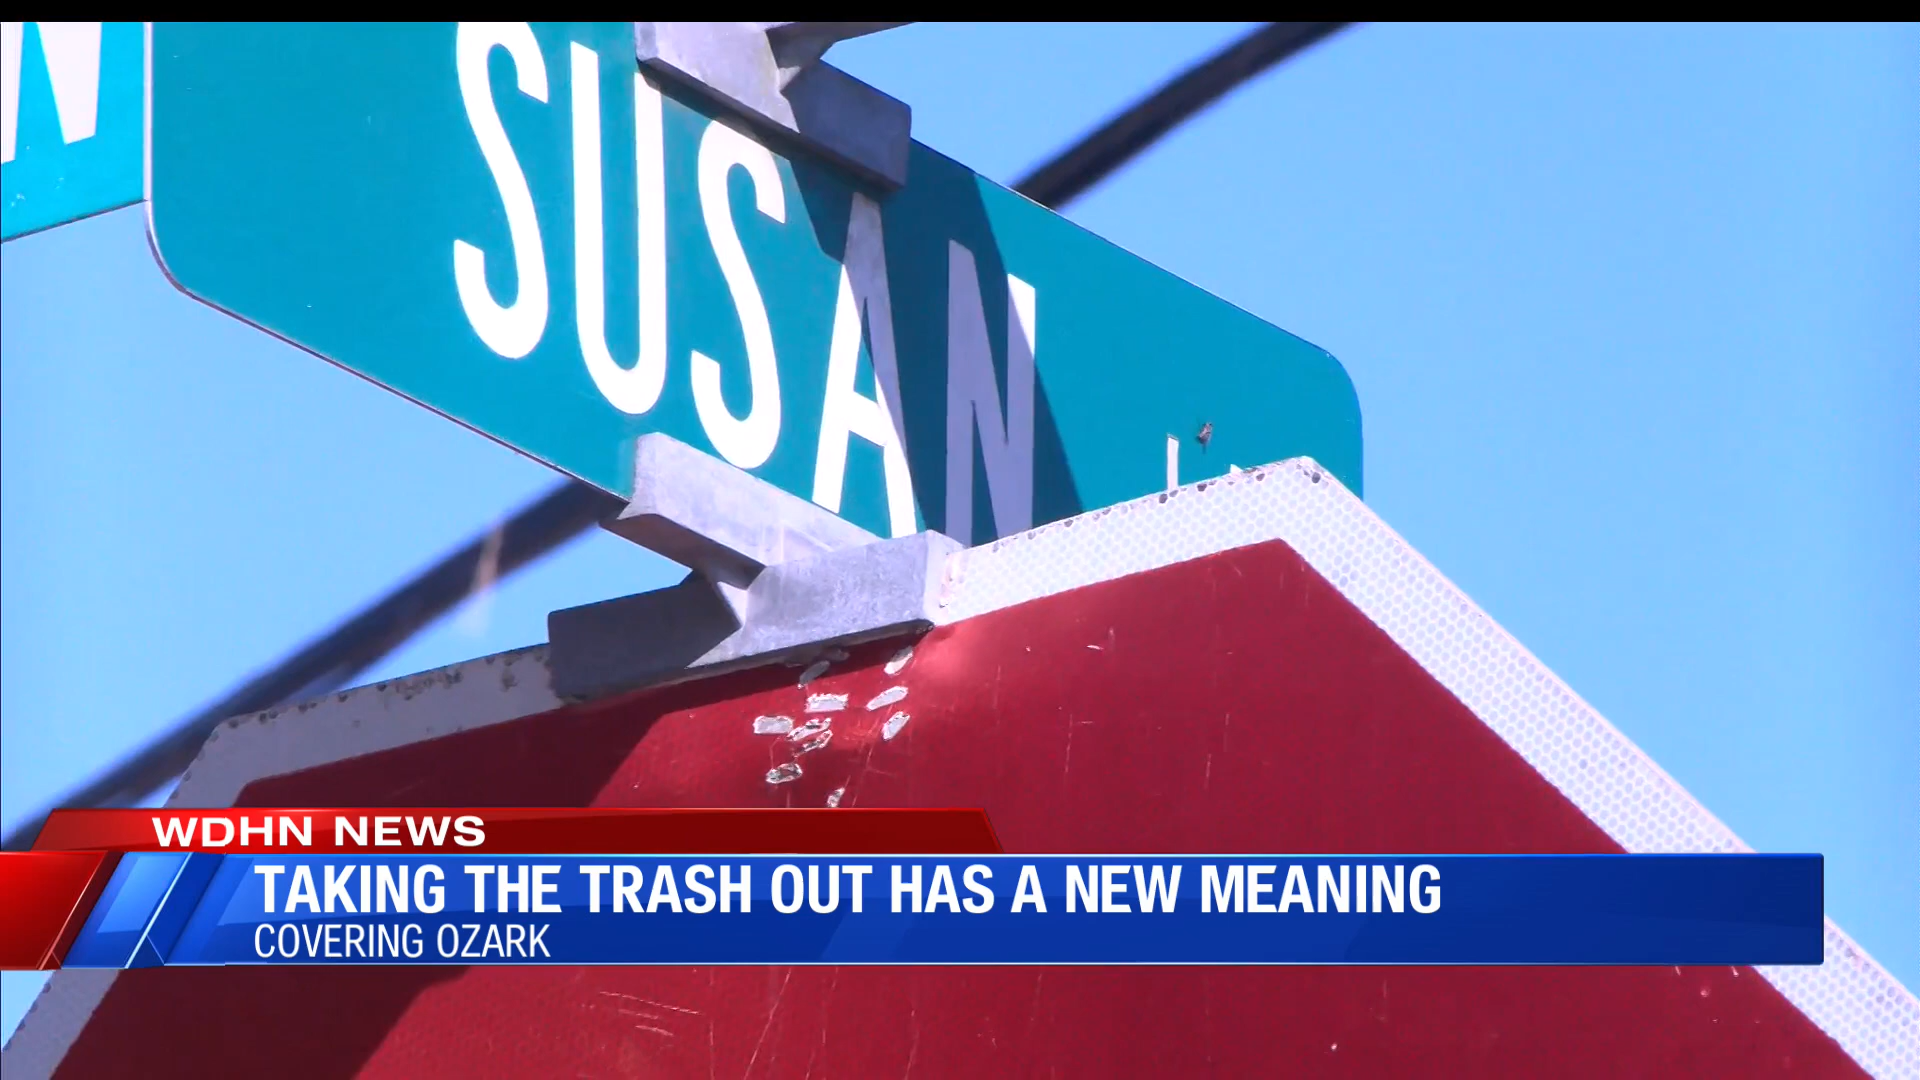 SUSAN
WDHN NEWS
TAKING THE TRASH OUT HAS A NEW MEANING
COVERING OZARK